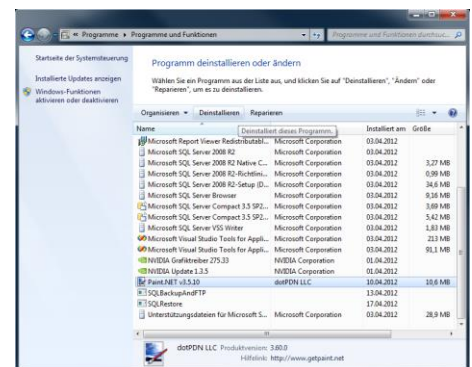 « Programme ▸ Programme und Funktionen
Programme und Funktionen durchsuc...
Startseite der Systemsteuerung
Installierte Updates anzeigen
Windows-Funktionen
aktivieren oder deaktivieren
Programm deinstallieren oder ändern
Wählen Sie ein Programm aus der Liste aus, und klicken Sie auf "Deinstallieren", "Ändern" oder
"Reparieren", um es zu deinstallieren.
Organisieren Deinstallieren Reparieren
Name Installiert am Größe
Deinstalliert dieses Programm.
Microsoft Report Viewer Redistributabl... Microsoft Corporation 03.04.2012
Microsoft SQL Server 2008 R2 Microsoft Corporation 03.04.2012
Microsoft SQL Server 2008 R2 Native C... Microsoft Corporation 03.04.2012 3,27 MB
Microsoft SQL Server 2008 R2-Richtlini... Microsoft Corporation 03.04.2012 0,99 MB
Microsoft SQL Server 2008 R2-Setup (D... Microsoft Corporation 03.04.2012 34,6 MB
Microsoft SQL Server Browser Microsoft Corporation 03.04.2012 9,16 MB
Microsoft SQL Server Compact 3.5 SP2... Microsoft Corporation 03.04.2012 3,69 MB
Microsoft SQL Server Compact 3.5 SP2... Microsoft Corporation 03.04.2012 5,42 MB
Microsoft SQL Server VSS Writer Microsoft Corporation 03.04.2012 1,83 MB
Microsoft Visual Studio Tools for Appli... Microsoft Corporation 03.04.2012 213 MB
Microsoft Visual Studio Tools for Appli... Microsoft Corporation 03.04.2012 91,1 MB
NVIDIA Grafiktreiber 275.33 NVIDIA Corporation 01.04.2012
NVIDIA Update 1.3.5 NVIDIA Corporation 01.04.2012
Paint.NET v3.5.10 dotPDN LLC 10.04.2012 10,6 MB
SQLBackupAndFTP 13.04.2012
SQLRestore 17.04.2012
Unterstützungsdateien für Microsoft S... Microsoft Corporation 03.04.2012 28,9 MB
dotPDN LLC Produktversion: 3.60.0
Hilfelink: http://www.getpaint.net